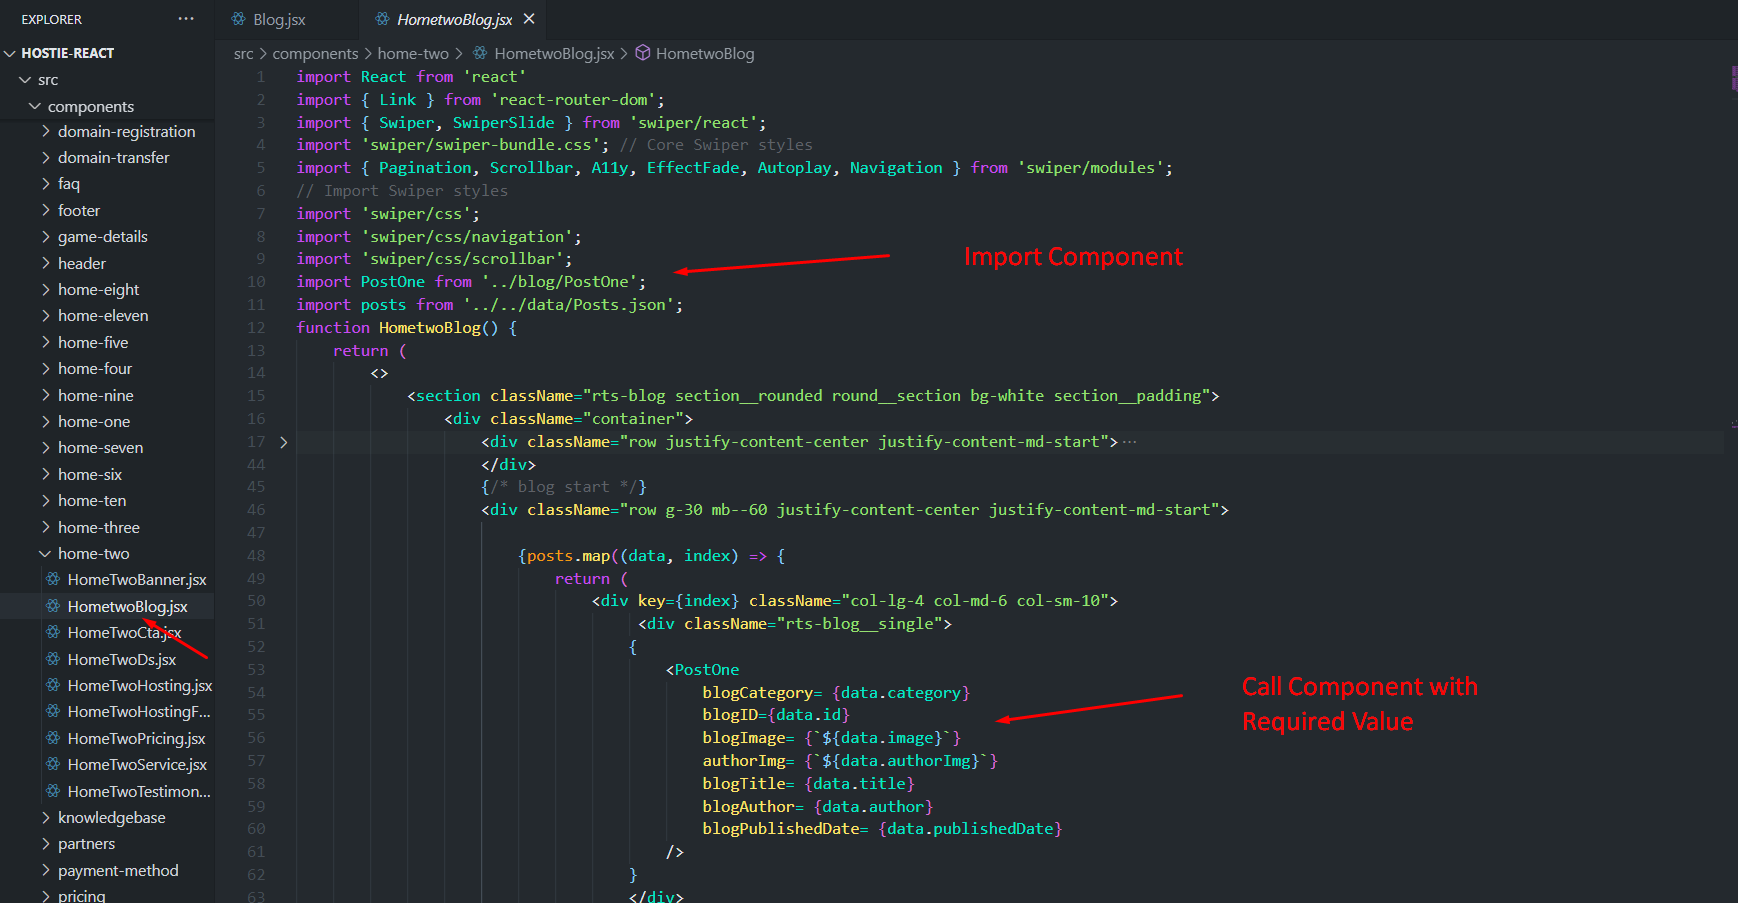 EXPLORER
···
HOSTIE-REACT
src
components
domain-registration
domain-transfer
faq
footer
game-details
header
home-eight
home-eleven
home-five
home-four
home-nine
home-one
home-seven
home-six
home-ten
home-three
home-two
HomeTwoBanner.jsx
HometwoBlog.jsx
HomeTwoCta.jsx
HomeTwoDs.jsx
HomeTwoHosting.jsx
HomeTwoHostingF...
HomeTwoPricing.jsx
HomeTwoService.jsx
HomeTwoTestimon...
knowledgebase
partners
payment-method
pricing
Blog.jsx HometwoBlog.jsx
src > components > home-two > HometwoBlog.jsx > HometwoBlog
1 import React from 'react'
2 import { Link } from 'react-router-dom';
3 import { Swiper, SwiperSlide } from 'swiper/react';
4 import 'swiper/swiper-bundle.css'; // Core Swiper styles
5 import { Pagination, Scrollbar, A11y, EffectFade, Autoplay, Navigation } from 'swiper/modules';
6 // Import Swiper styles
7 import 'swiper/css';
8 import 'swiper/css/navigation';
9 import 'swiper/css/scrollbar';
10 import PostOne from '../blog/PostOne';
11 import posts from '../../data/Posts.json';
12 function HometwoBlog() {
13 return (
14 <>
15 <section className="rts-blog section__rounded round__section bg-white section__padding">
16 <div className="container">
17 <div className="row justify-content-center justify-content-md-start">···
44 </div>
45 {/* blog start */}
46 <div className="row g-30 mb--60 justify-content-center justify-content-md-start">
47
48 {posts.map((data, index) => {
49 return (
50 <div key={index} className="col-lg-4 col-md-6 col-sm-10">
51 <div className="rts-blog__single">
52 {
53 <PostOne
54 blogCategory= {data.category}
55 blogID={data.id}
56 blogImage= {`${data.image}`}
57 authorImg= {`${data.authorImg}`}
58 blogTitle= {data.title}
59 blogAuthor= {data.author}
60 blogPublishedDate= {data.publishedDate}
61 />
62 }
63 </div>
Import Component
Call Component with
Required Value